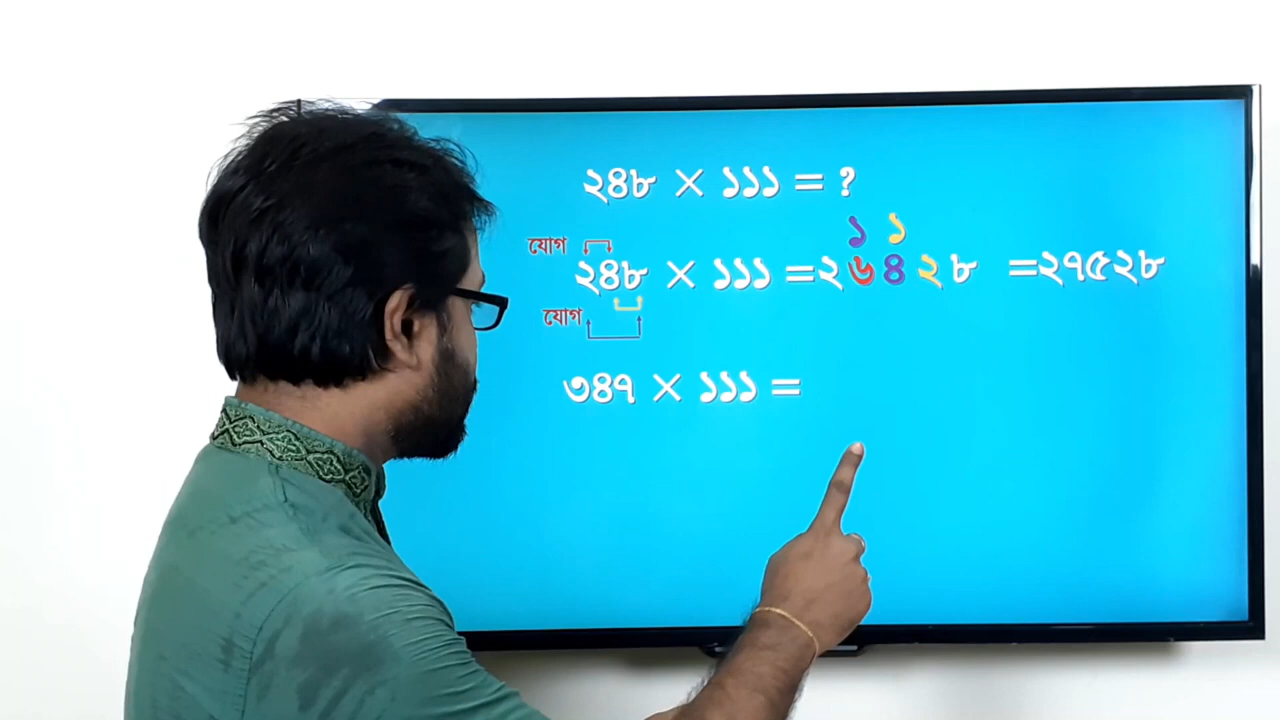 ২৪৮ × ১১১ = ?
১ ১
যোগ
২৪৮ × ১১১ =২ ৬ ৪ ২ ৮ =২৭৫২৮
যোগ
৩৪৭ × ১১১ =